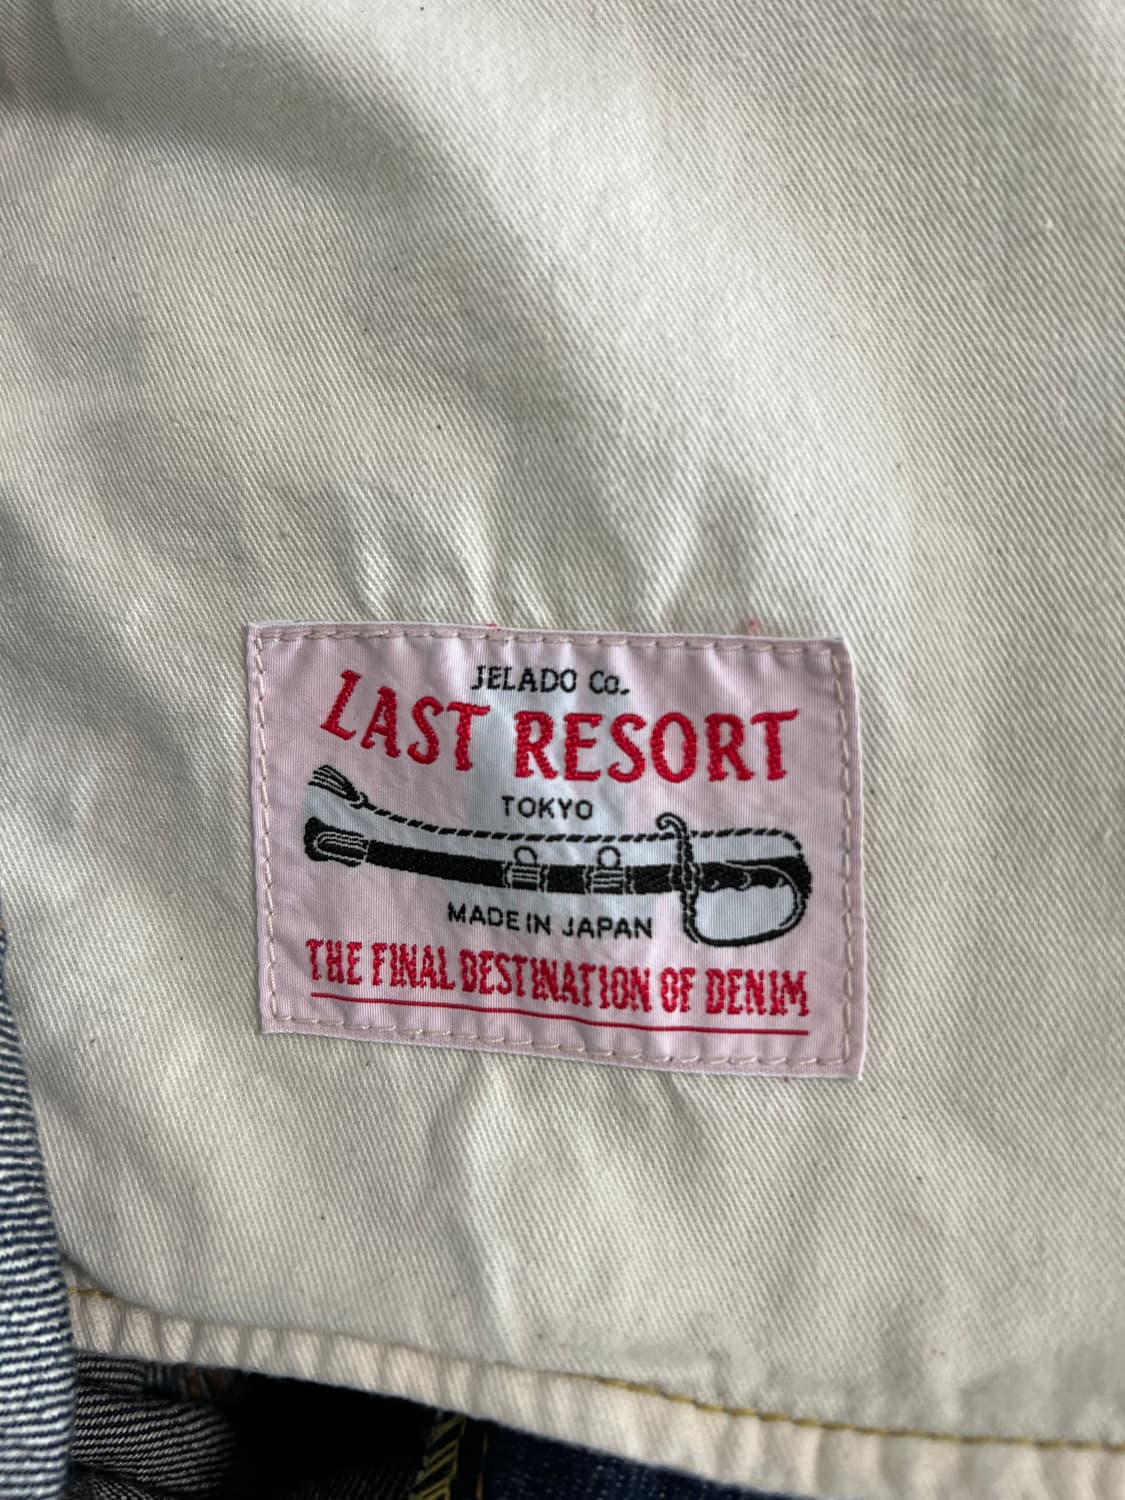 JELADO Co.
LAST RESORT
TOKYO
MADE IN JAPAN
THE FINAL DESTINATION OF DENIM